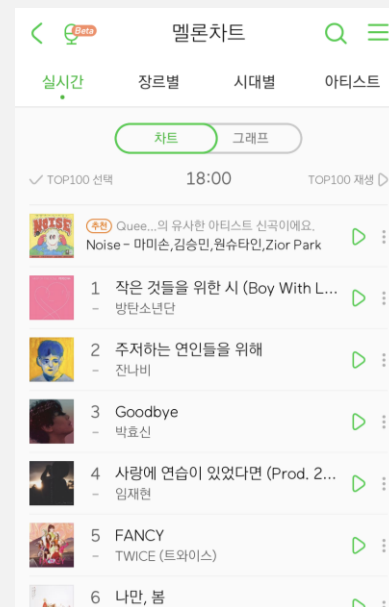 Beta
멜론차트
실시간 장르별 시대별 아티스트
차트 그래프
TOP100 선택 18:00 TOP100 재생
NOISE
추천 Quee...의 유사한 아티스트 신곡이에요.
Noise - 마미손,김승민,원슈타인,Zior Park
1 작은 것들을 위한 시 (Boy With L...
- 방탄소년단
2 주저하는 연인들을 위해
- 잔나비
3 Goodbye
- 박효신
4 사랑에 연습이 있었다면 (Prod. 2...
- 임재현
5 FANCY
- TWICE (트와이스)
6 나만, 봄